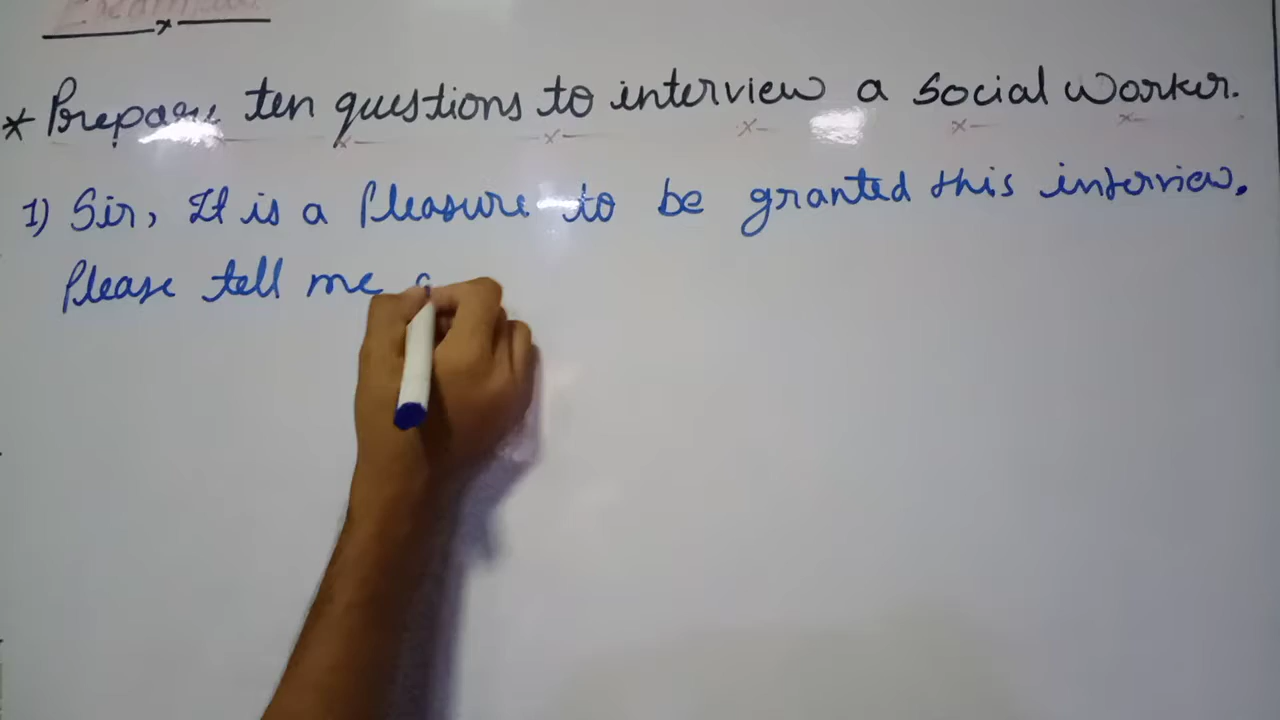 * Prepare ten questions to interview a social worker.
1) Sir, It is a pleasure to be granted this interview.
Please tell me